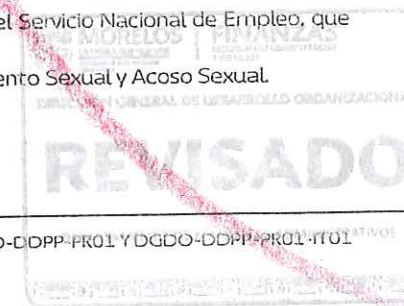 el Servicio Nacional de Empleo, que
MORELOS | FINANZAS
ento Sexual y Acoso Sexual.
DIRECCIÓN GENERAL DE DESARROLLO ORGANIZACIONAL
REVISADO
O-DDPP-PR01 Y DGDO-DDPP-PR01-IT01